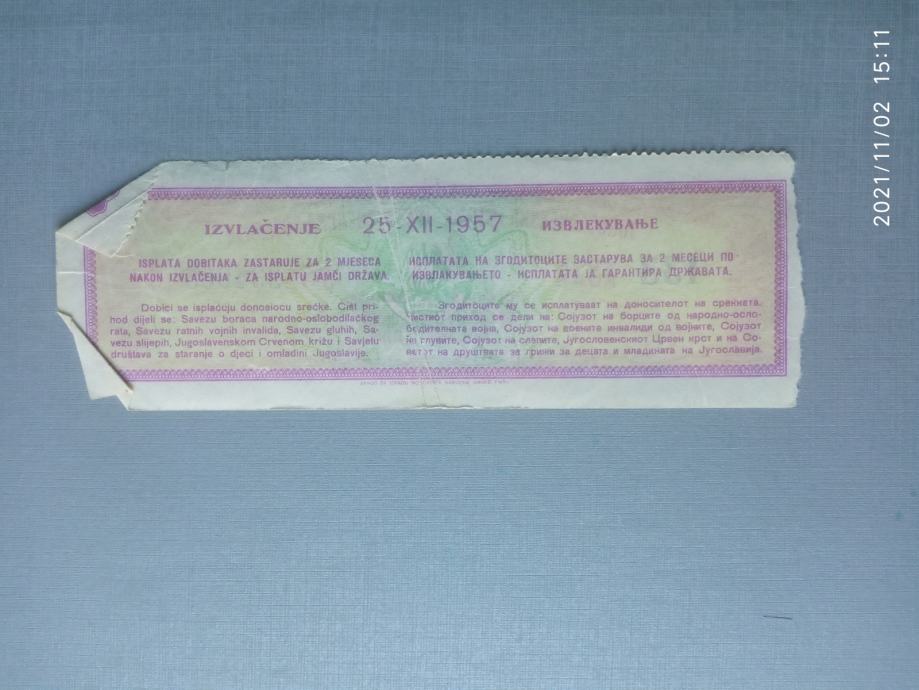 IZVLAČENJE 25-XII-1957 ИЗВЛЕКУВАЊЕ
ISPLATA DOBITAKA ZASTARUJE ZA 2 MJESECA
NAKON IZVLAČENJA - ZA ISPLATU JAMČI DRŽAVA.
ИСПЛАТАТА НА ЗГОДИТОЦИТЕ ЗАСТАРУВА ЗА 2 МЕСЕЦИ ПО
ИЗВЛАКУВАЊЕТО - ИСПЛАТАТА ЈА ГАРАНТИРА ДРЖАВАТА.
Dobici se isplaćuju donosiocu srećke. Čist pri-
hod dijeli se: Savezu boraca narodno-oslobodilačkog
rata, Savezu ratnih vojnih invalida, Savezu gluhih, Sa-
vezu slijepih, Jugoslavenskom Crvenom križu i Savjetu
društava za staranje o djeci i omladini Jugoslavije.
Згодитоците му се исплатуваат на доносителот на среќката.
Чистиот приход се дели на: Сојузот на борците од народно-осло-
бодителната војна, Сојузот на воените инвалиди од војните, Сојузот
на глувите, Сојузот на слепите, Југословенскиот Црвен крст и на Со-
ветот на друштвата за грижи за децата и младината на Југославија.
2021/11/02 15:11